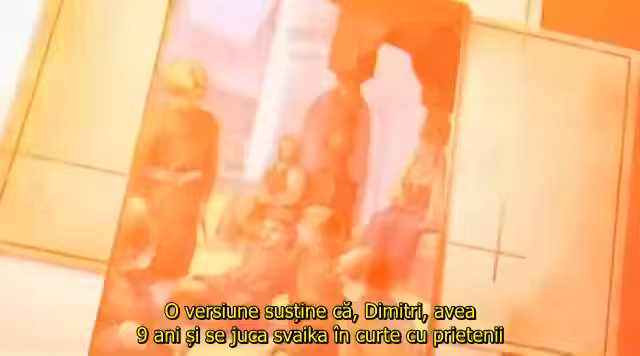 O versiune susține că, Dimitri, avea
9 ani și se juca svaika în curte cu prietenii